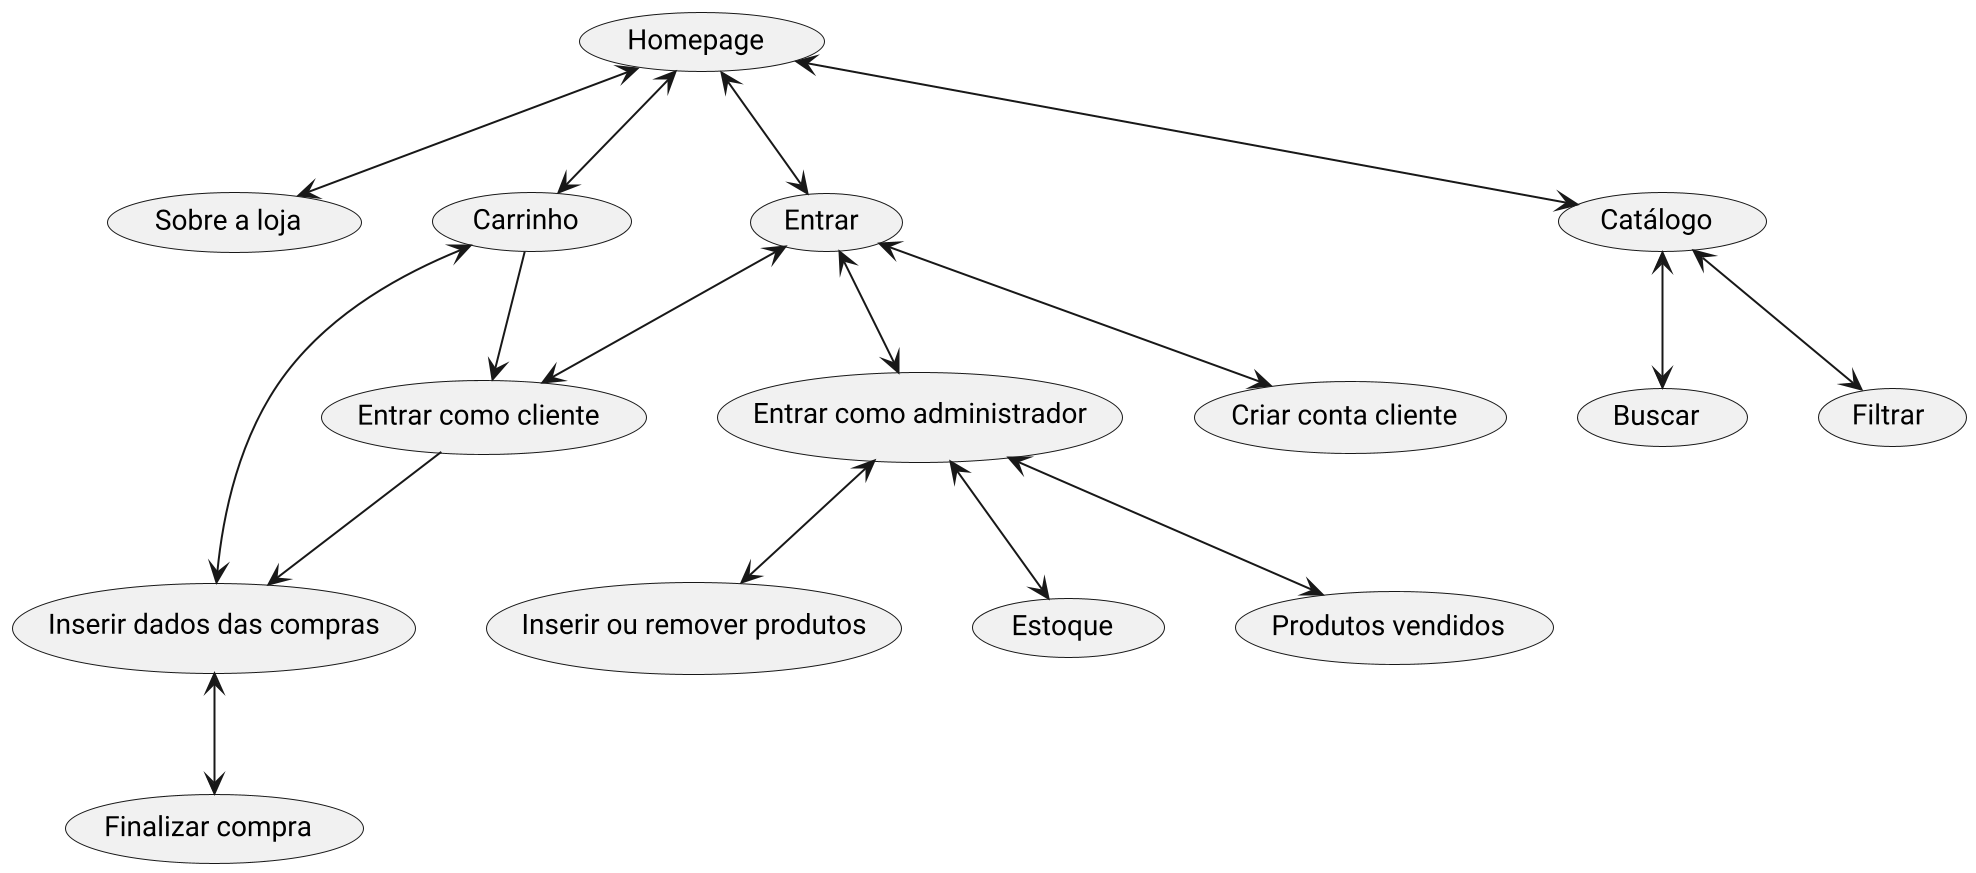 Homepage
Sobre a loja
Carrinho
Entrar
Catálogo
Entrar como cliente
Entrar como administrador
Criar conta cliente
Buscar
Filtrar
Inserir dados das compras
Inserir ou remover produtos
Estoque
Produtos vendidos
Finalizar compra